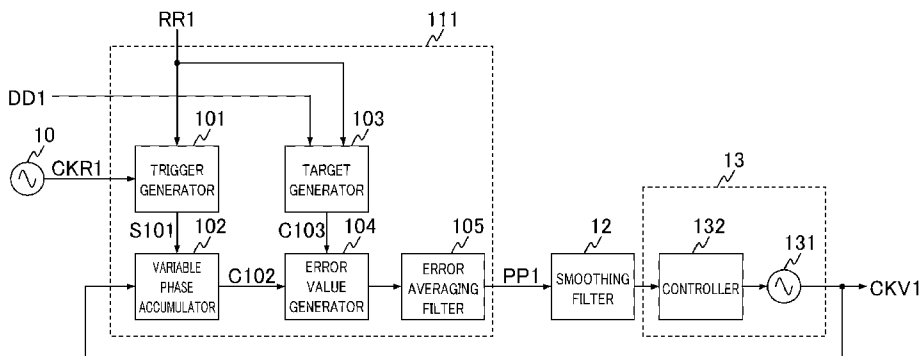 RR1
111
DD1
101
103
10
CKR1
TRIGGER
GENERATOR
TARGET
GENERATOR
13
S101
102
C103
104
105
12
132
131
VARIABLE
PHASE
ACCUMULATOR
C102
ERROR
VALUE
GENERATOR
ERROR
AVERAGING
FILTER
PP1
SMOOTHING
FILTER
CONTROLLER
CKV1